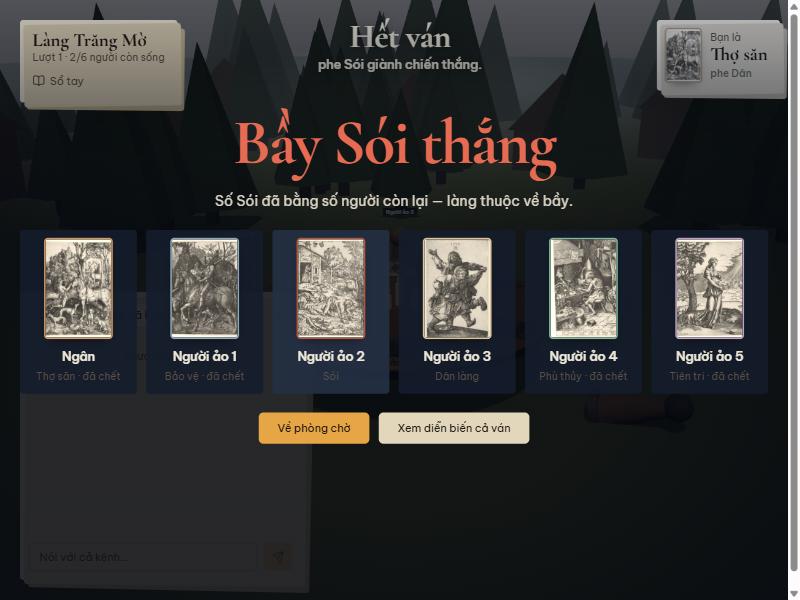 Làng Trăng Mờ
Lượt 1 · 2/6 người còn sống
Sổ tay
Hết ván
phe Sói giành chiến thắng.
Bạn là
Thợ săn
phe Dân
Bầy Sói thắng
Số Sói đã bằng số người còn lại — làng thuộc về bầy.
Người ảo 3
Ngân
Thợ săn · đã chết
Người ảo 1
Bảo vệ · đã chết
Người ảo 2
Sói
Người ảo 3
Dân làng
Người ảo 4
Phù thủy · đã chết
Người ảo 5
Tiên tri · đã chết
Về phòng chờ
Xem diễn biến cả ván
Nói với cả kênh...